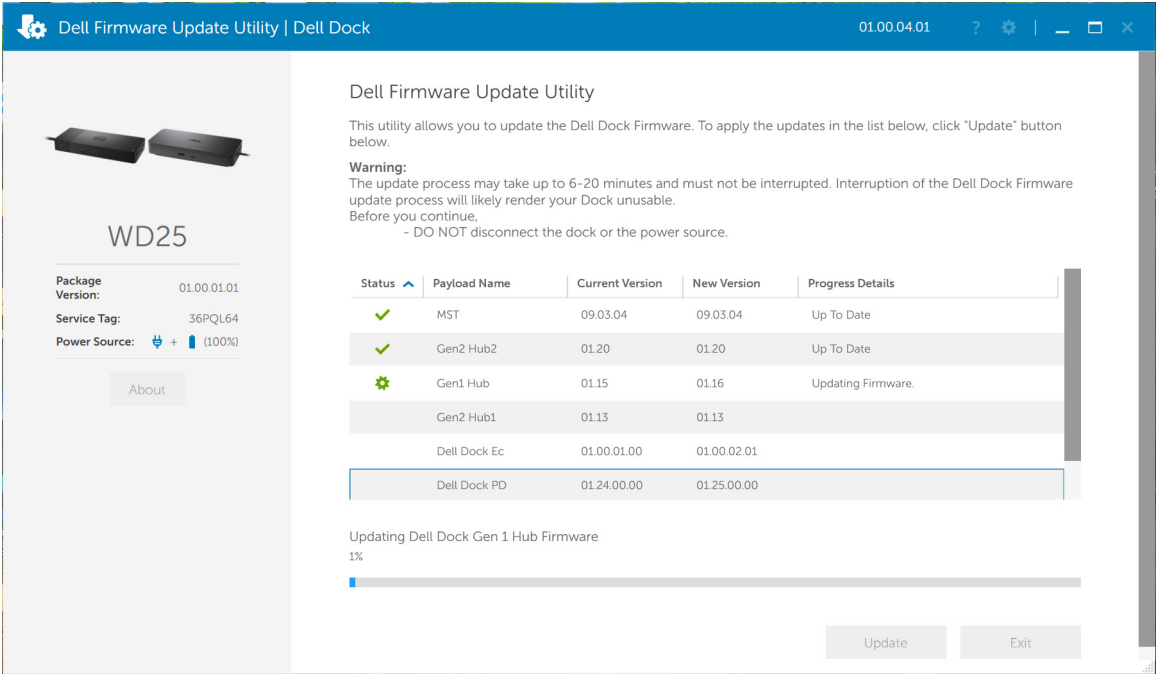 Dell Firmware Update Utility | Dell Dock
01.00.04.01
?
WD25
Package Version:
01.00.01.01
Service Tag:
36PQL64
Power Source:
+
(100%)
About
Dell Firmware Update Utility
This utility allows you to update the Dell Dock Firmware. To apply the updates in the list below, click "Update" button
below.
Warning:
The update process may take up to 6-20 minutes and must not be interrupted. Interruption of the Dell Dock Firmware
update process will likely render your Dock unusable.
Before you continue,
- DO NOT disconnect the dock or the power source.
Status Payload Name Current Version New Version Progress Details
MST 09.03.04 09.03.04 Up To Date
Gen2 Hub2 01.20 01.20 Up To Date
Gen1 Hub 01.15 01.16 Updating Firmware.
Gen2 Hub1 01.13 01.13
Dell Dock Ec 01.00.01.00 01.00.02.01
Dell Dock PD 01.24.00.00 01.25.00.00
Updating Dell Dock Gen 1 Hub Firmware
1%
Update Exit